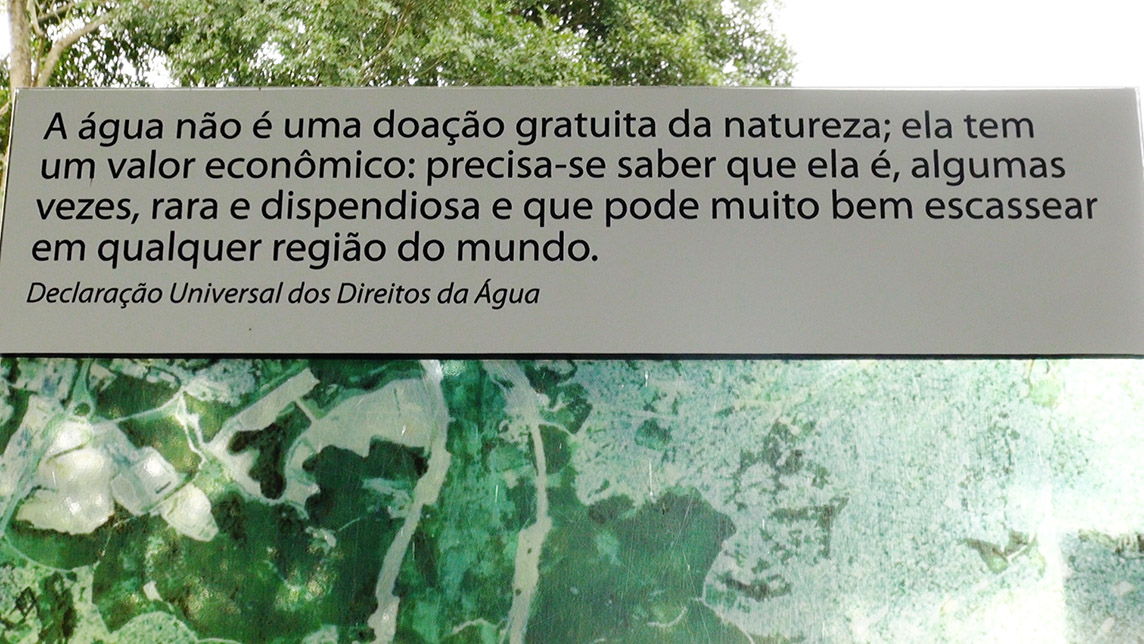 A água não é uma doação gratuita da natureza; ela tem
um valor econômico: precisa-se saber que ela é, algumas
vezes, rara e dispendiosa e que pode muito bem escassear
em qualquer região do mundo.
Declaração Universal dos Direitos da Água